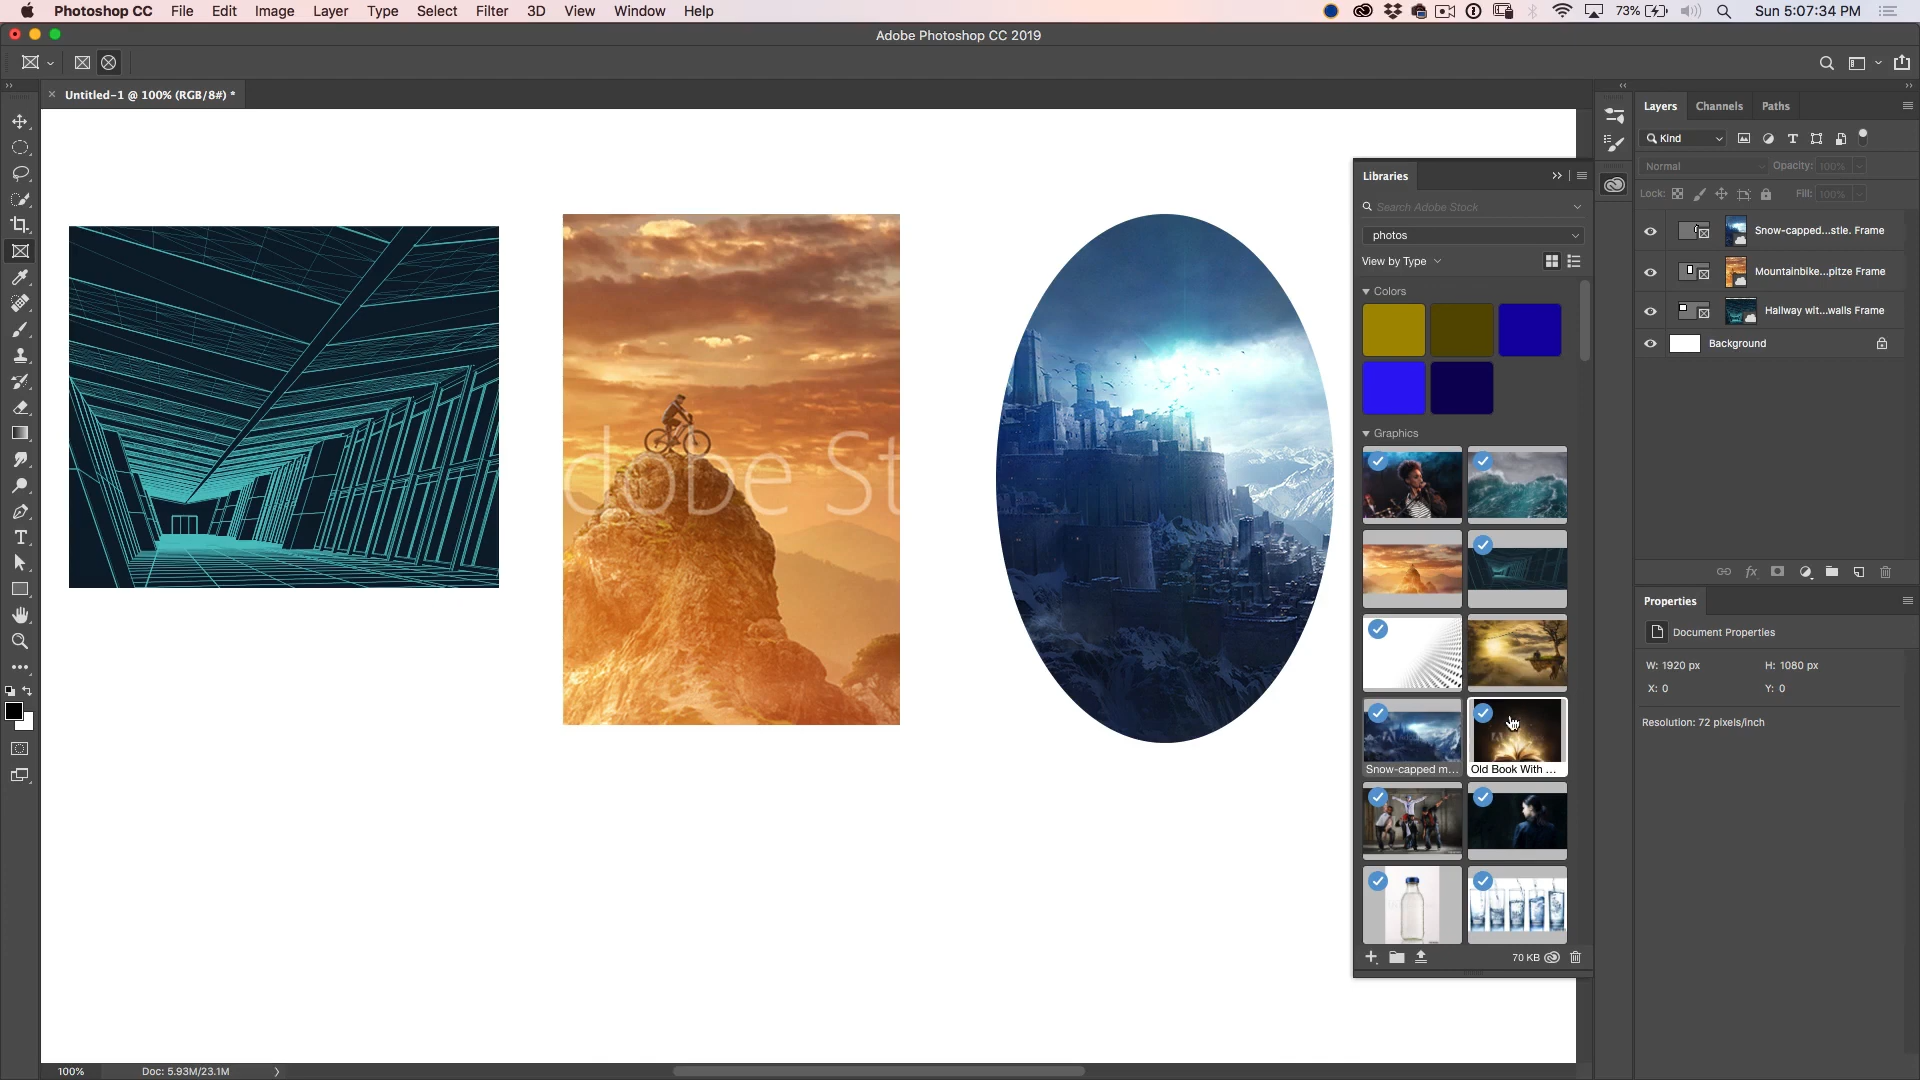 Photoshop CC File Edit Image Layer Type Select Filter 3D View Window Help
73% Sun 5:07:34 PM
Adobe Photoshop CC 2019
Untitled-1 @ 100% (RGB/8#) *
dobe St
Libraries
Search Adobe Stock
photos
View by Type
Colors
Graphics
Snow-capped m...
Old Book With ...
70 KB
Layers Channels Paths
Kind
Normal Opacity: 100%
Lock: Fill: 100%
Snow-capped...stle. Frame
Mountainbike...pitze Frame
Hallway wit...walls Frame
Background
Properties
Document Properties
W: 1920 px H: 1080 px
X: 0 Y: 0
Resolution: 72 pixels/inch
100% Doc: 5.93M/23.1M